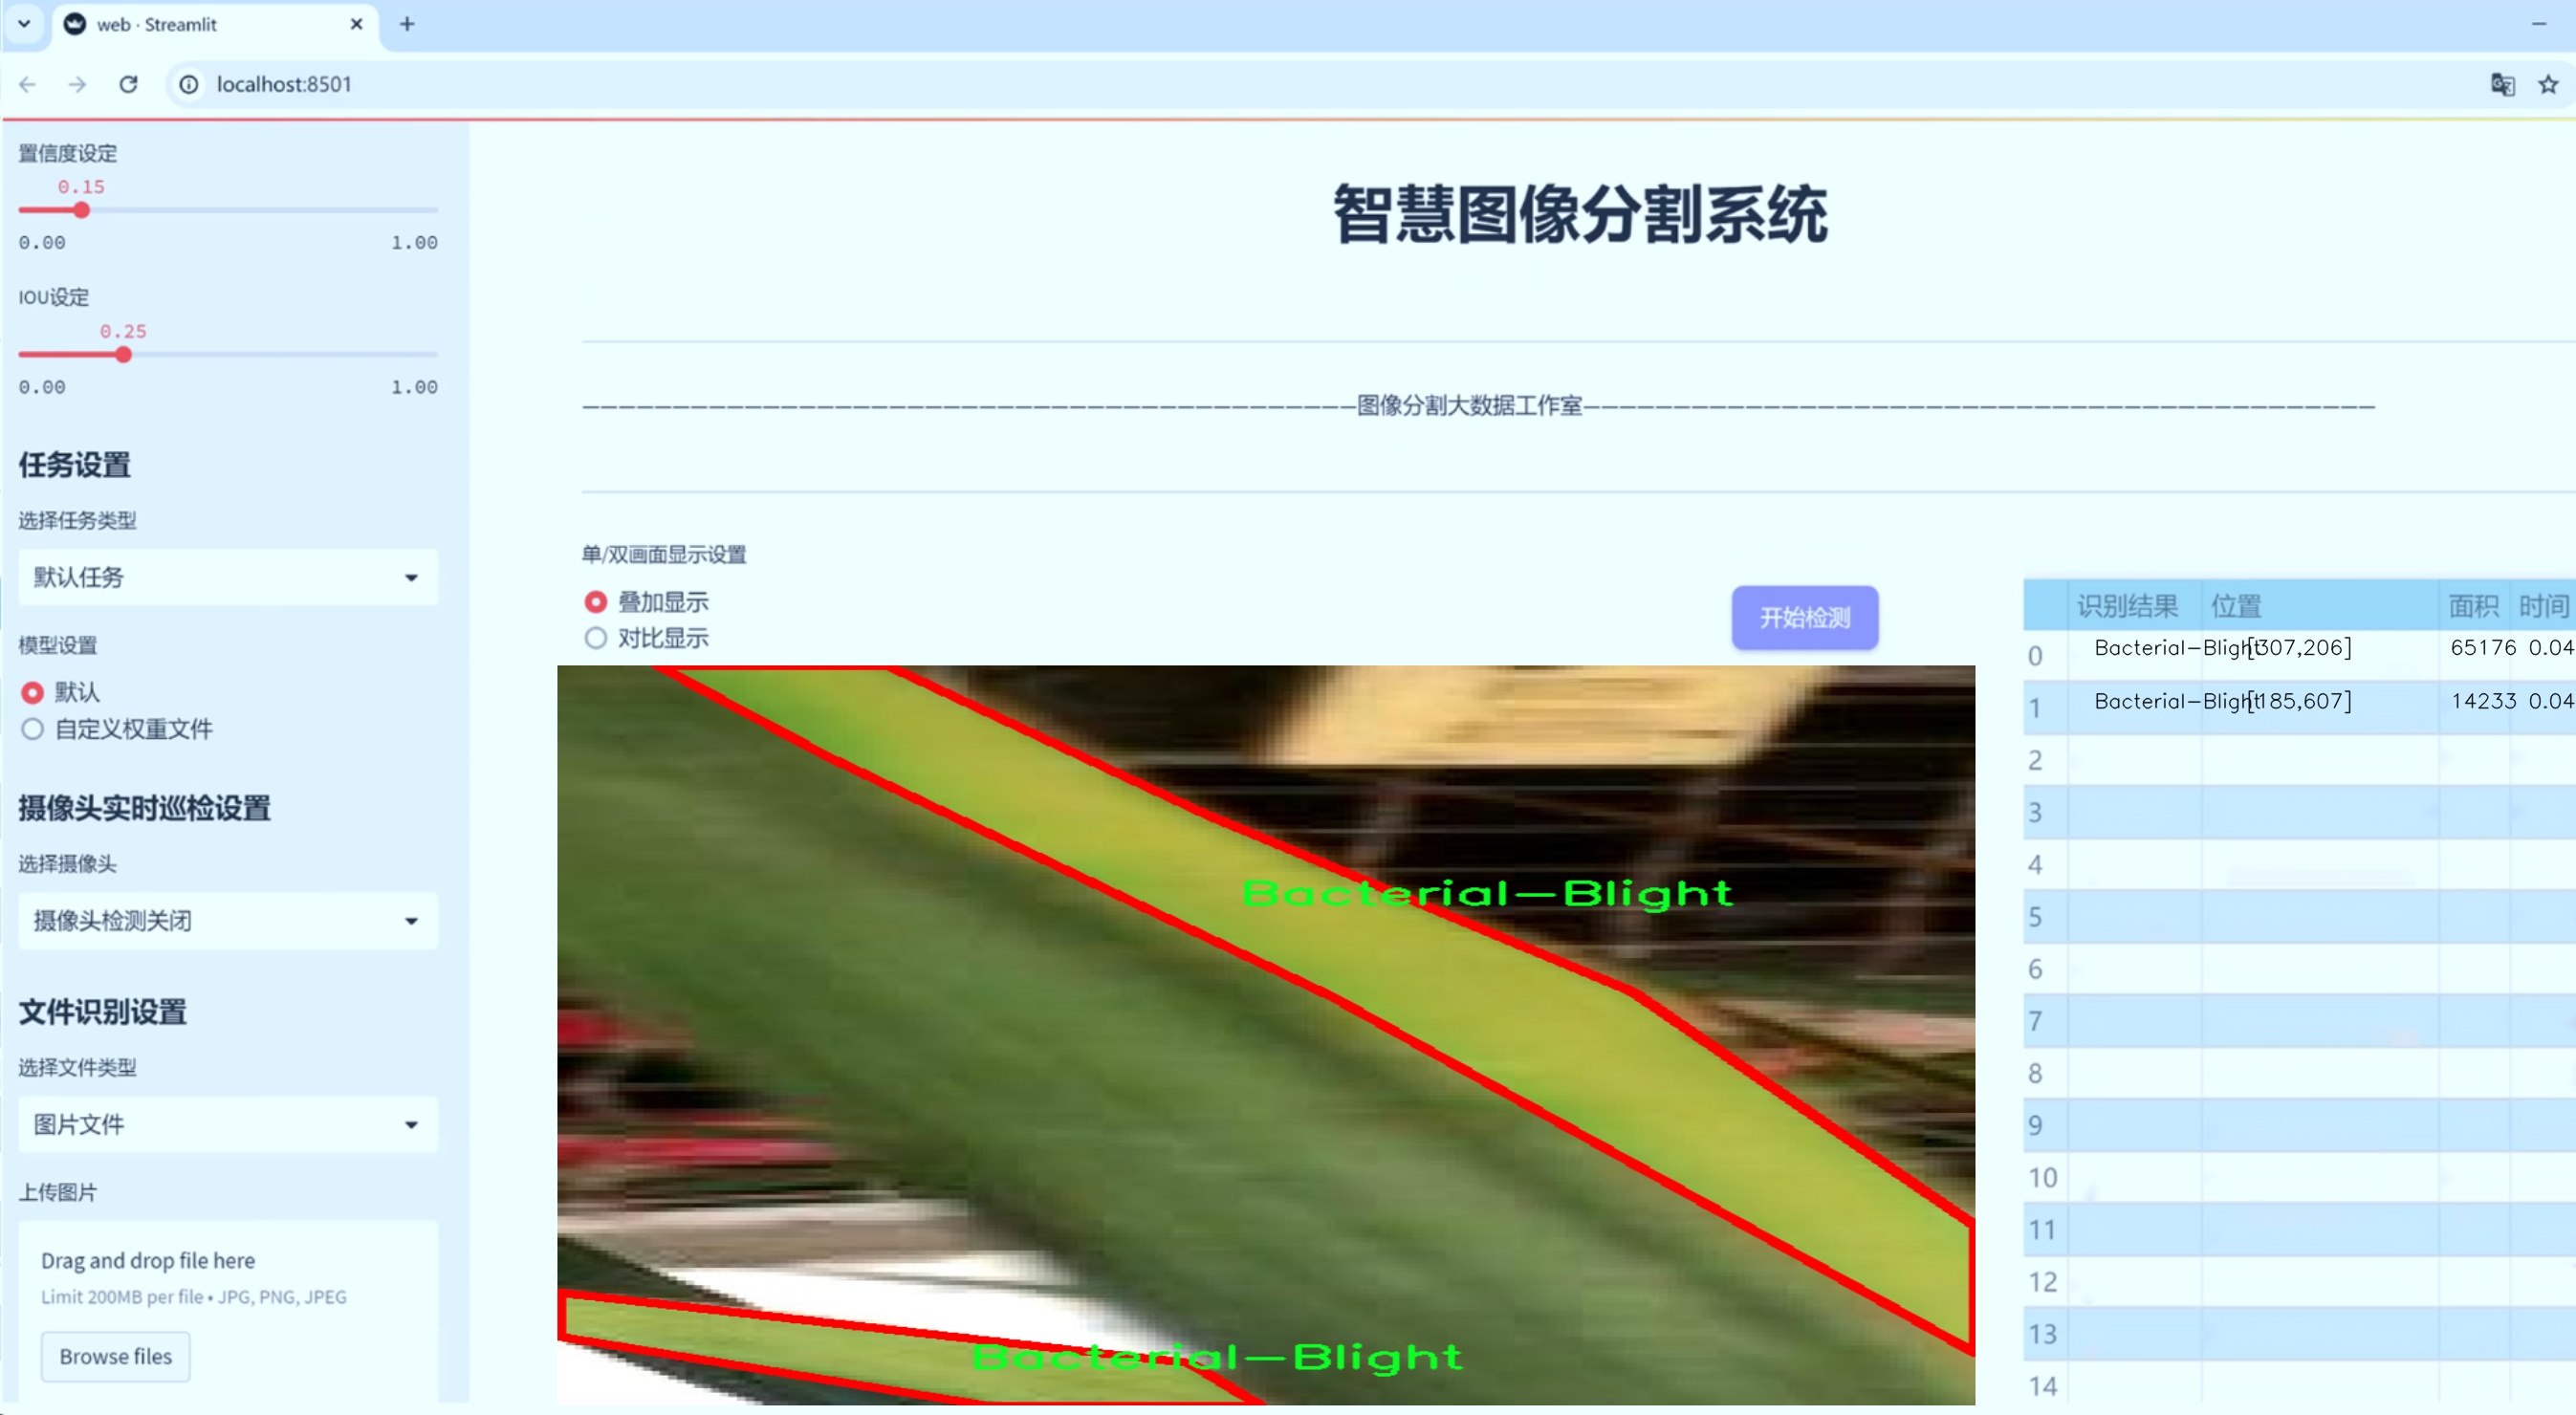 web · Streamlit
localhost:8501
置信度设定
0.15
0.00 1.00
IOU设定
0.25
0.00 1.00
任务设置
选择任务类型
默认任务
模型设置
默认
自定义权重文件
摄像头实时巡检设置
选择摄像头
摄像头检测关闭
文件识别设置
选择文件类型
图片文件
上传图片
Drag and drop file here
Limit 200MB per file • JPG, PNG, JPEG
Browse files
智慧图像分割系统
图像分割大数据工作室
单/双画面显示设置
叠加显示
对比显示
开始检测
Bacterial-Blight
Bacterial-Blight
识别结果 位置 面积 时间
0 Bacterial-Blight [307,206] 65176 0.04
1 Bacterial-Blight [185,607] 14233 0.04
2
3
4
5
6
7
8
9
10
11
12
13
14